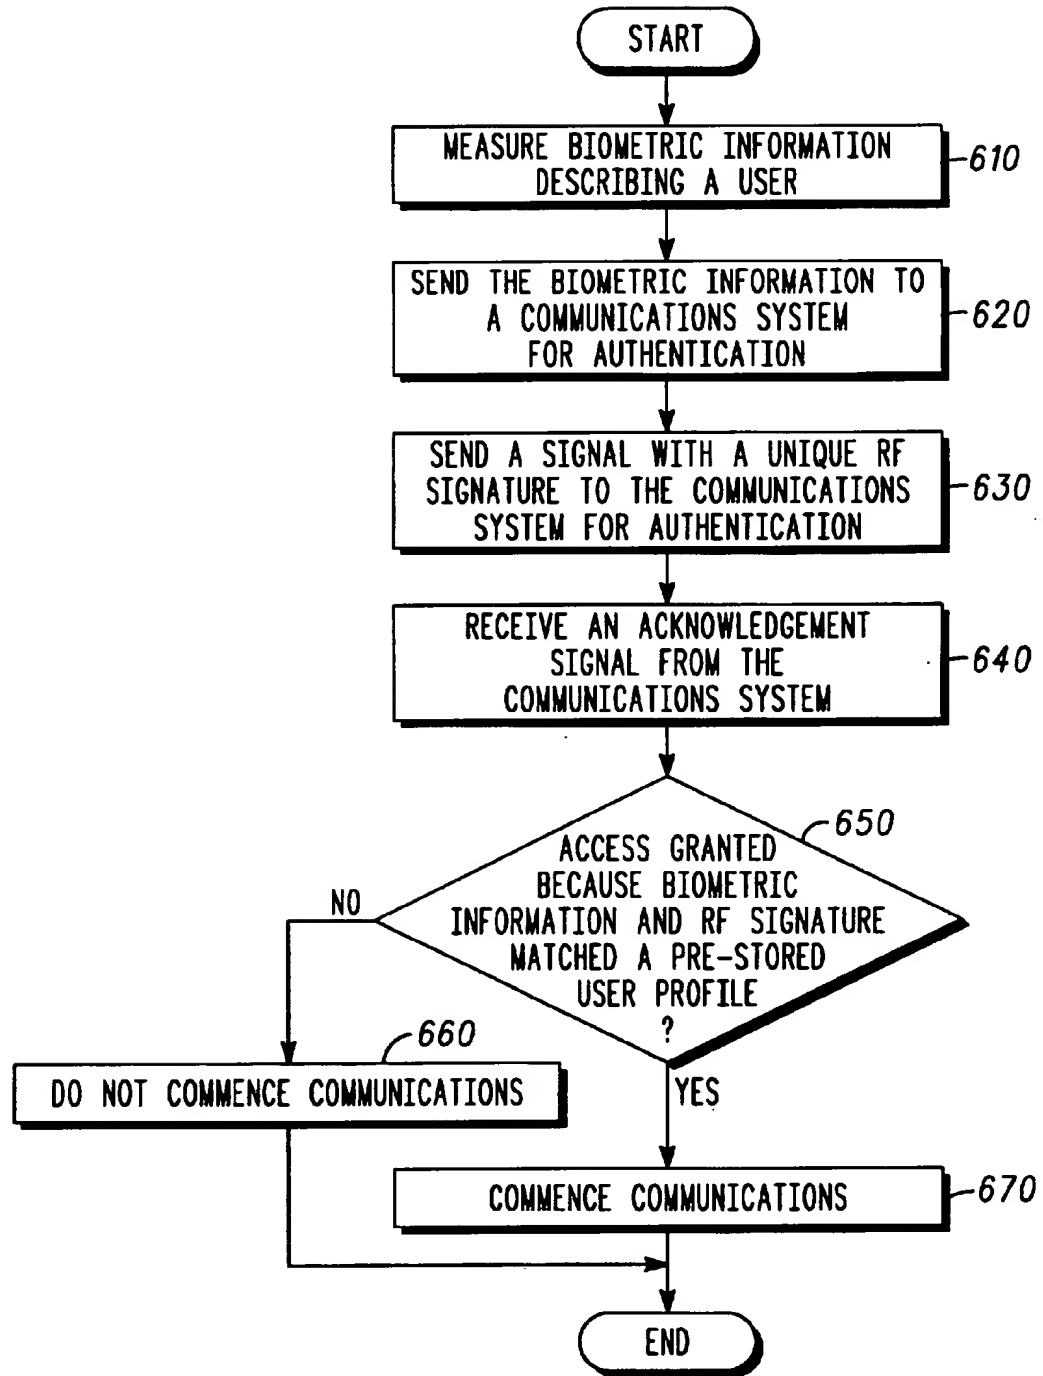 START
MEASURE BIOMETRIC INFORMATION
DESCRIBING A USER
610
SEND THE BIOMETRIC INFORMATION TO
A COMMUNICATIONS SYSTEM
FOR AUTHENTICATION
620
SEND A SIGNAL WITH A UNIQUE RF
SIGNATURE TO THE COMMUNICATIONS
SYSTEM FOR AUTHENTICATION
630
RECEIVE AN ACKNOWLEDGEMENT
SIGNAL FROM THE
COMMUNICATIONS SYSTEM
640
650
ACCESS GRANTED
BECAUSE BIOMETRIC
INFORMATION AND RF SIGNATURE
MATCHED A PRE-STORED
USER PROFILE
?
NO
660
DO NOT COMMENCE COMMUNICATIONS
YES
COMMENCE COMMUNICATIONS
670
END